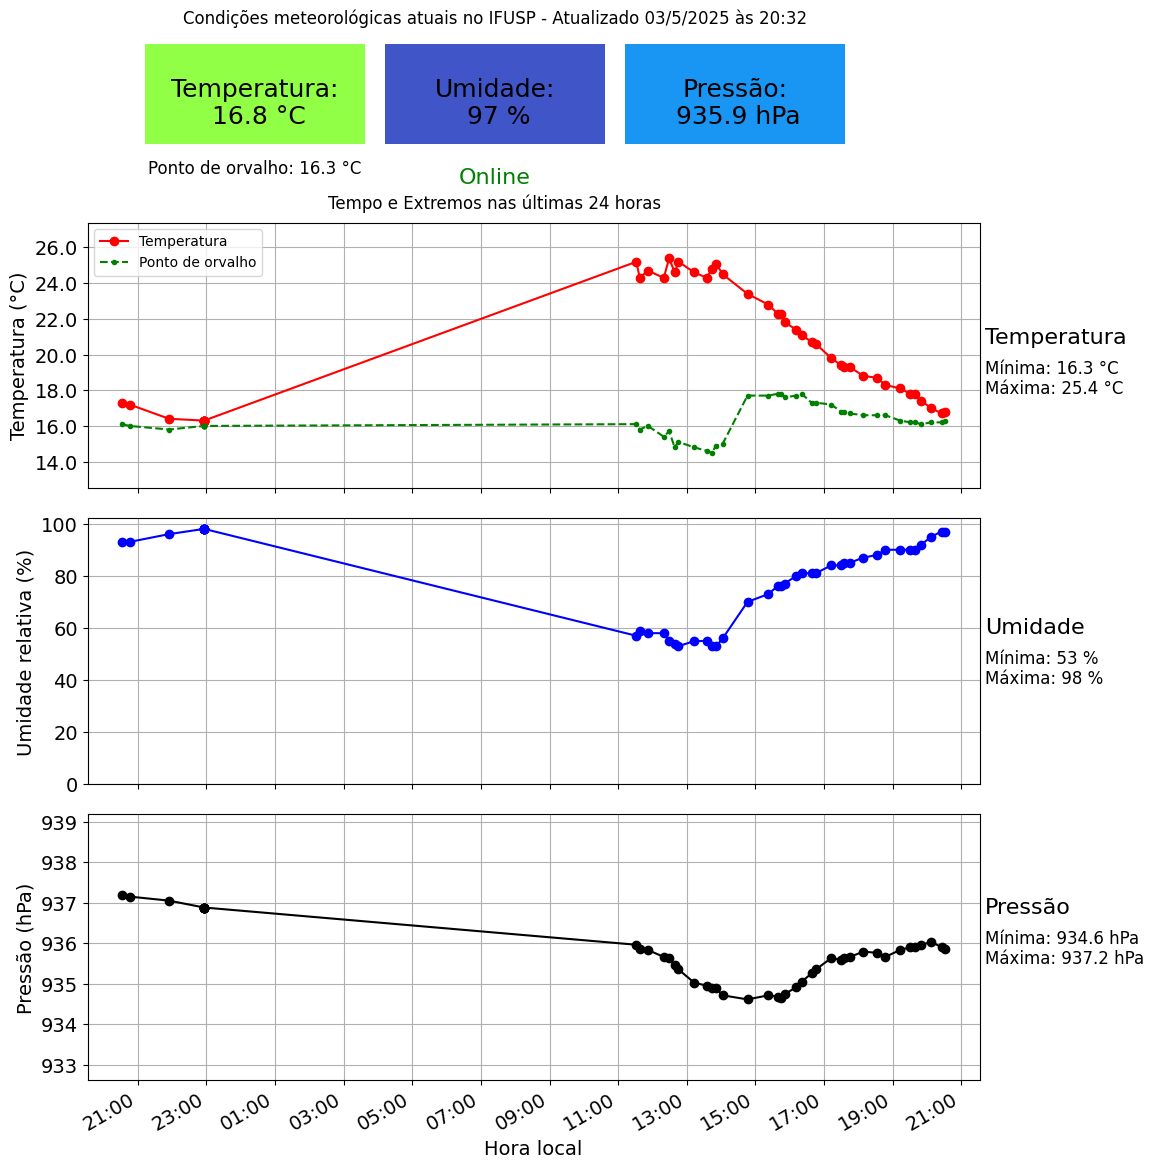 Condições meteorológicas atuais no IFUSP - Atualizado 03/5/2025 às 20:32
Temperatura:
16.8 °C
Umidade:
97 %
Pressão:
935.9 hPa
Ponto de orvalho: 16.3 °C
Online
Tempo e Extremos nas últimas 24 horas
Temperatura
Ponto de orvalho
Temperatura (°C)
26.0
24.0
22.0
20.0
18.0
16.0
14.0
Temperatura
Mínima: 16.3 °C
Máxima: 25.4 °C
Umidade relativa (%)
100
80
60
40
20
0
Umidade
Mínima: 53 %
Máxima: 98 %
Pressão (hPa)
939
938
937
936
935
934
933
Pressão
Mínima: 934.6 hPa
Máxima: 937.2 hPa
21:00 23:00 01:00 03:00 05:00 07:00 09:00 11:00 13:00 15:00 17:00 19:00 21:00
Hora local